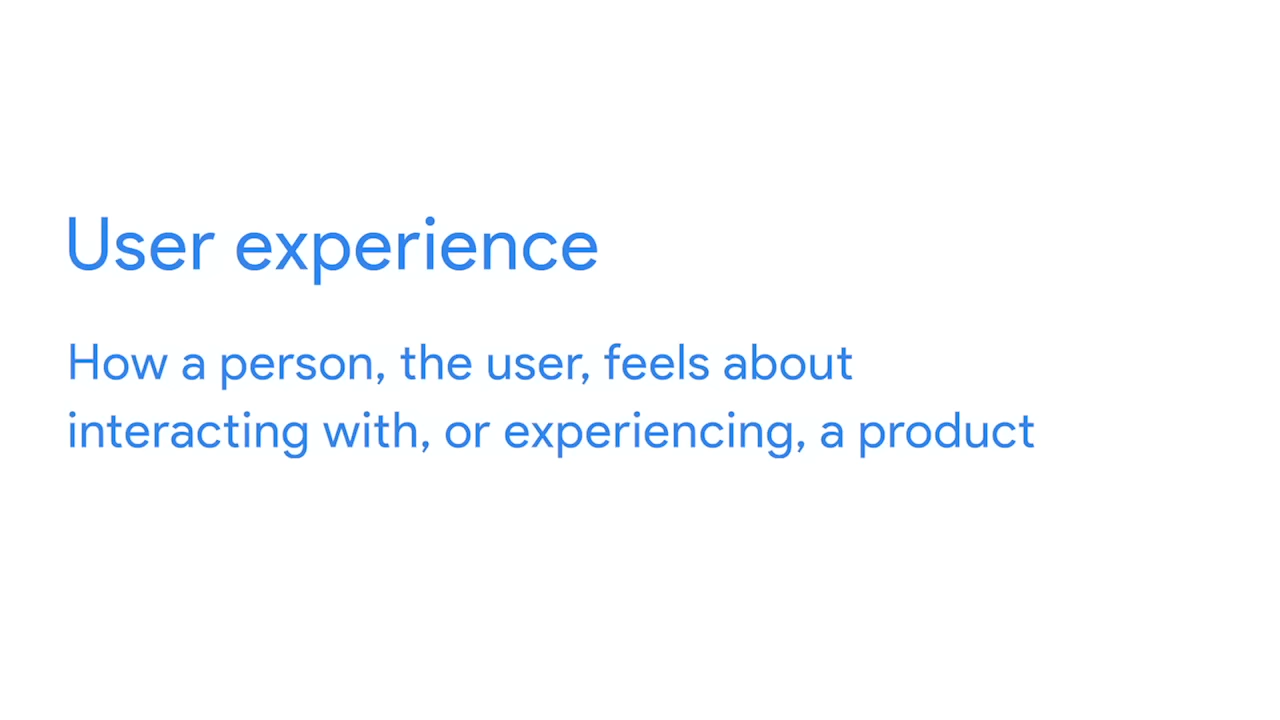 User experience
How a person, the user, feels about
interacting with, or experiencing, a product